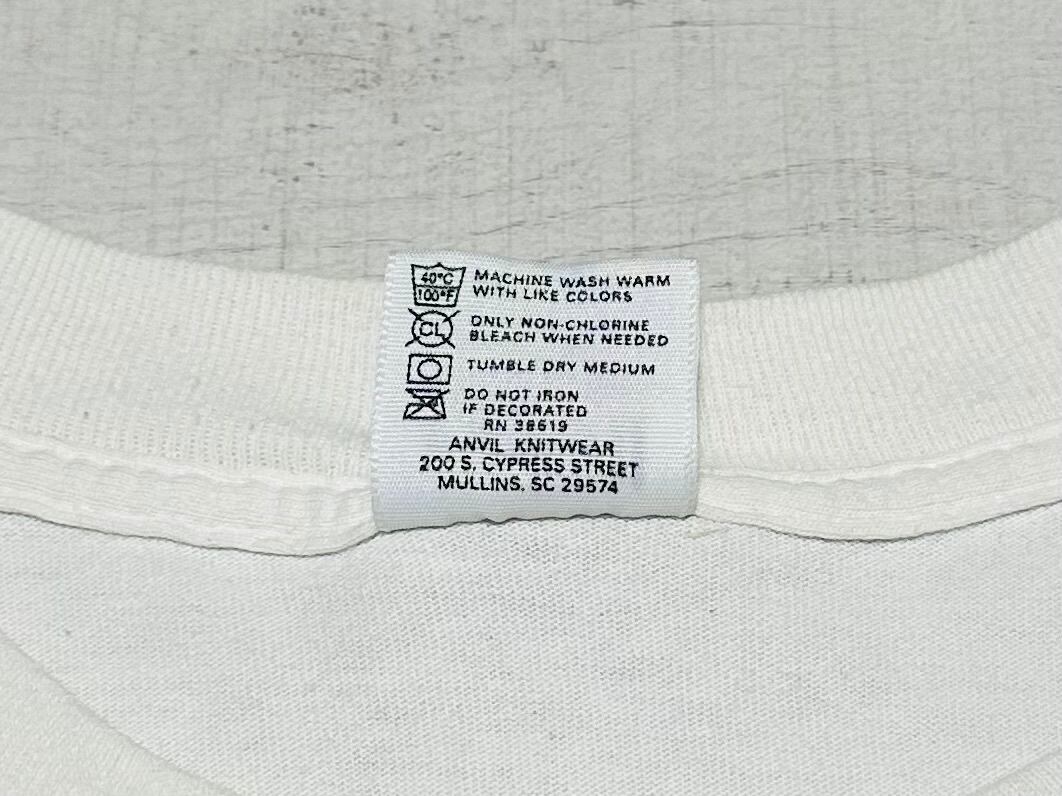 40°C
100°F
MACHINE WASH WARM
WITH LIKE COLORS
CL
ONLY NON-CHLORINE
BLEACH WHEN NEEDED
TUMBLE DRY MEDIUM
DO NOT IRON
IF DECORATED
RN 38619
ANVIL KNITWEAR
200 S. CYPRESS STREET
MULLINS, SC 29574